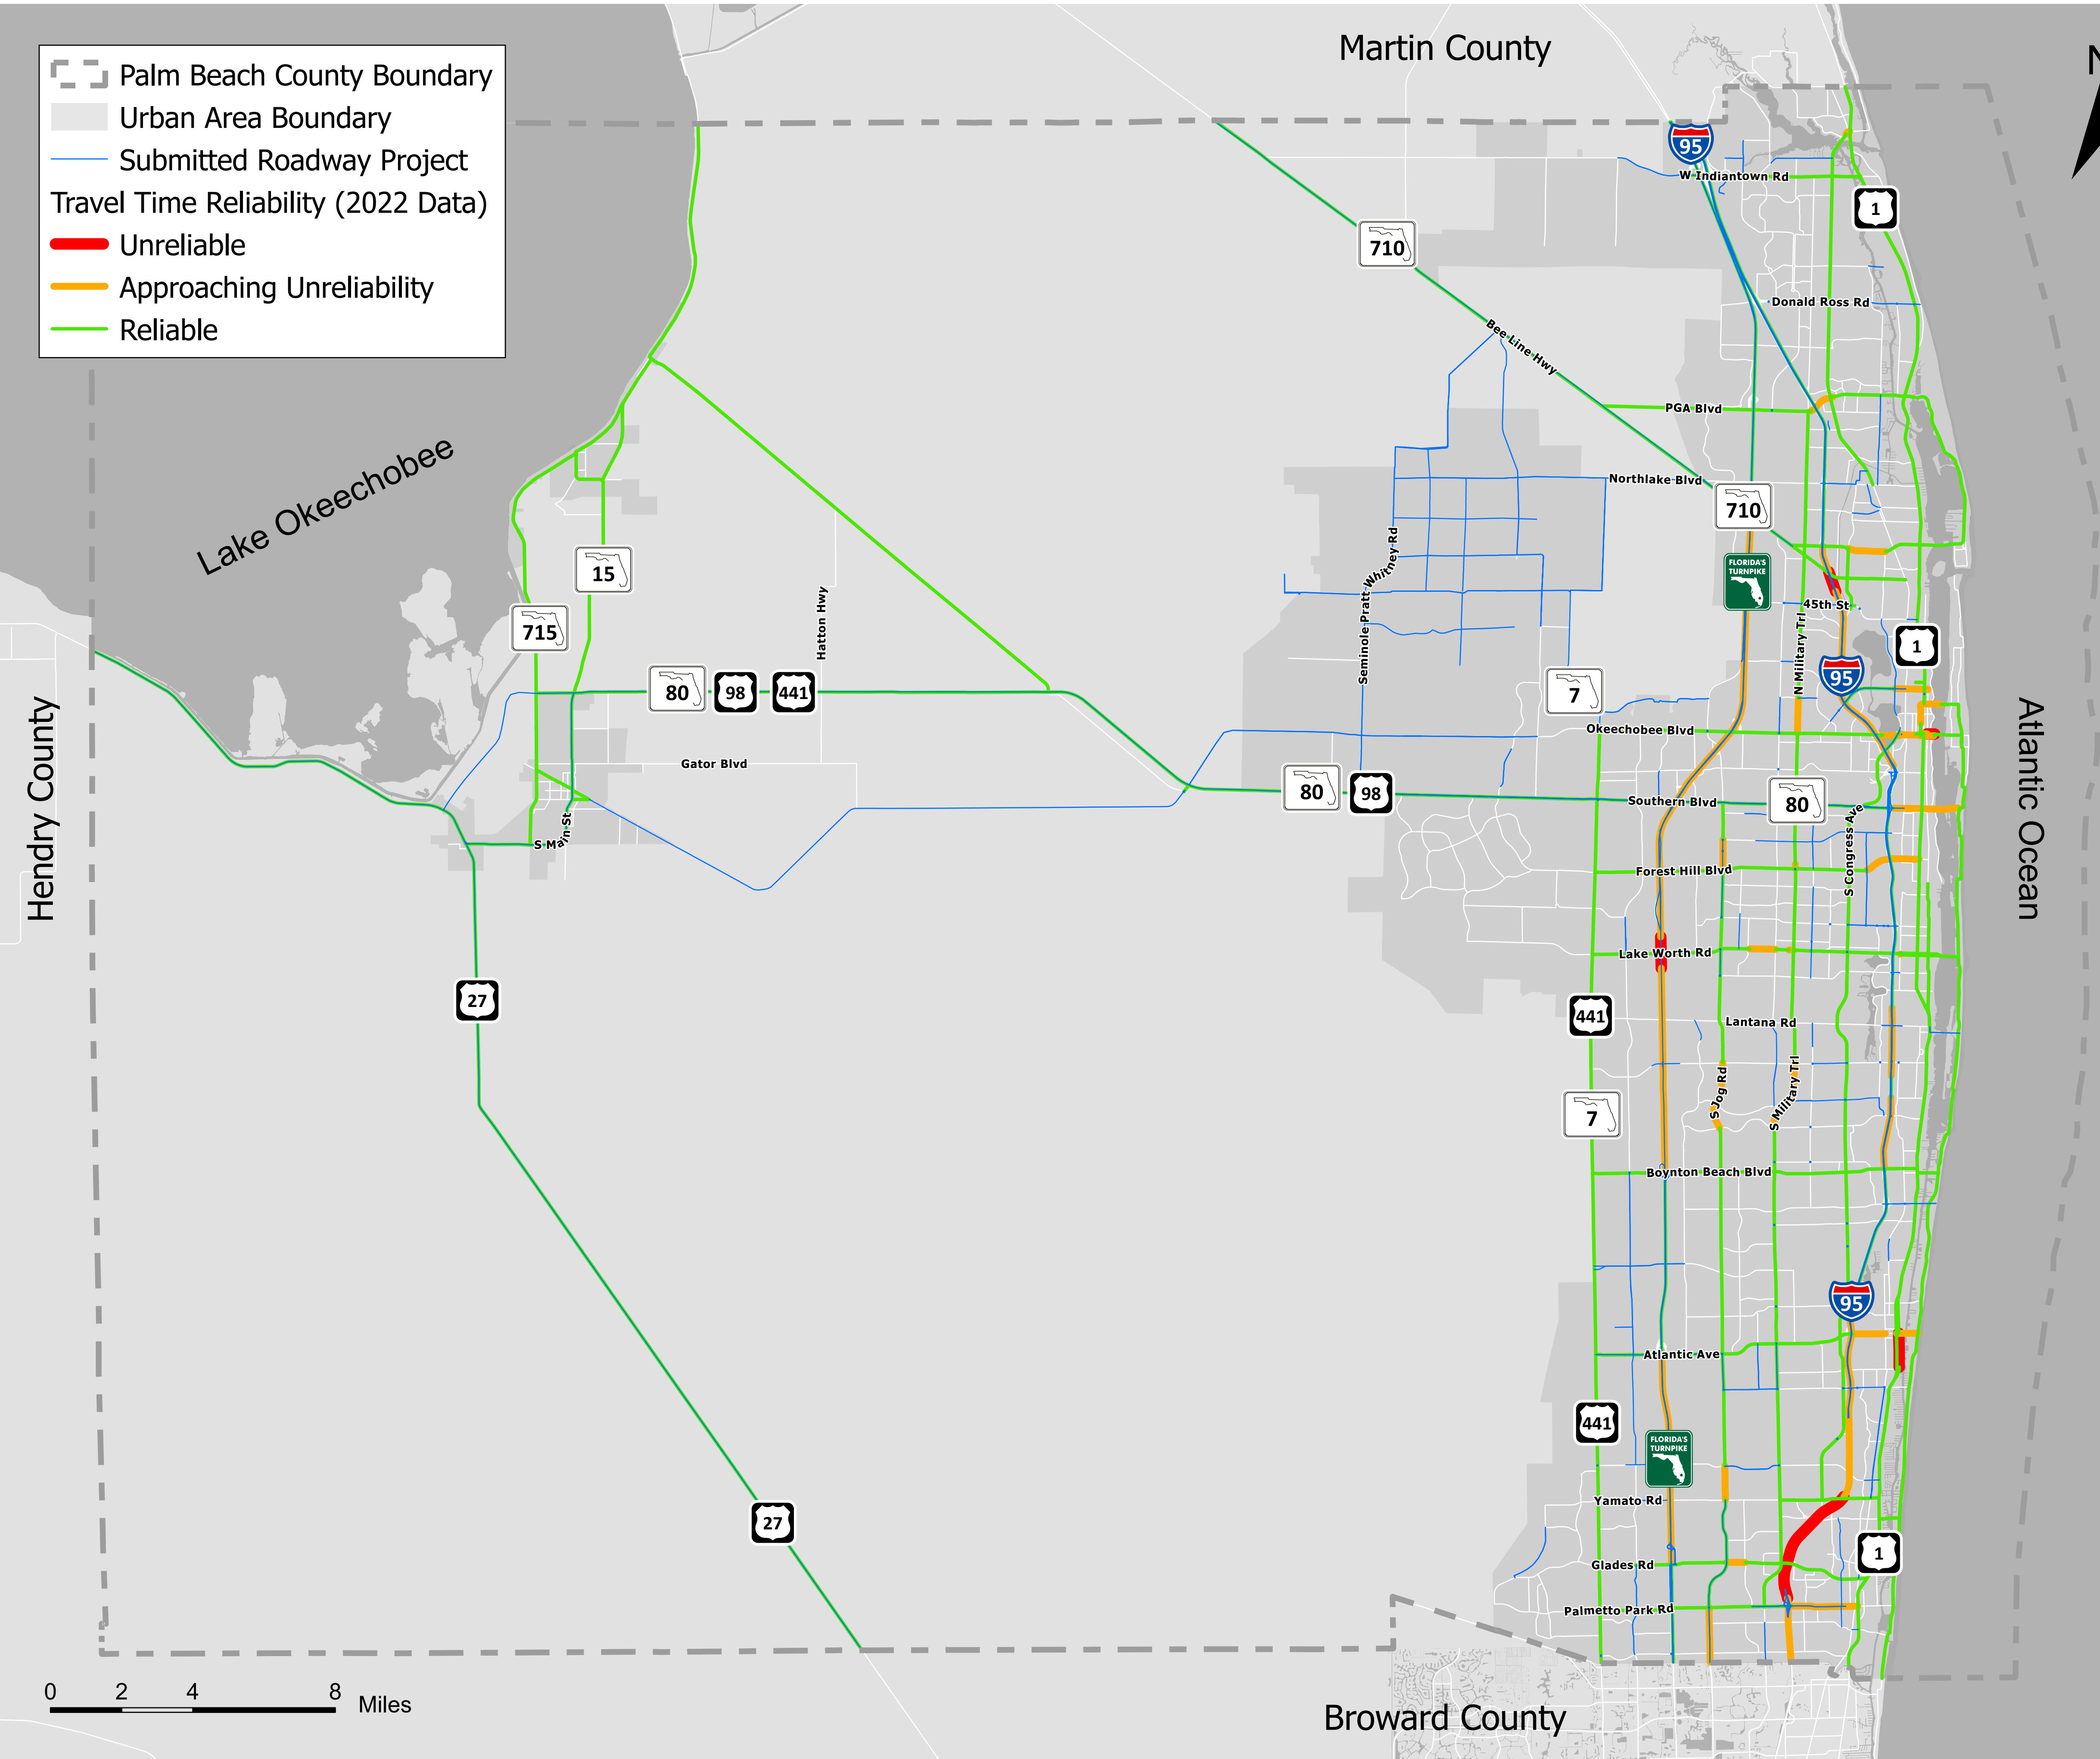 Martin County
N
Palm Beach County Boundary
Urban Area Boundary
Submitted Roadway Project
Travel Time Reliability (2022 Data)
Unreliable
Approaching Unreliability
Reliable
95
W Indiantown Rd
1
710
Donald Ross Rd
Bee Line Hwy
PGA Blvd
Lake Okeechobee
Northlake Blvd
710
15
Seminole Pratt Whitney Rd
FLORIDA'S
TURNPIKE
45th St
Hatton Hwy
715
N Military Trl
1
95
80
98
441
7
Okeechobee Blvd
Hendry County
Atlantic Ocean
Gator Blvd
80
98
Southern Blvd
80
S Main St
S Congress Ave
Forest Hill Blvd
Lake Worth Rd
27
441
Lantana Rd
S Jog Rd
S Military Trl
7
Boynton Beach Blvd
95
Atlantic Ave
441
FLORIDA'S
TURNPIKE
Yamato Rd
27
1
Glades Rd
Palmetto Park Rd
0 2 4 8 Miles
Broward County